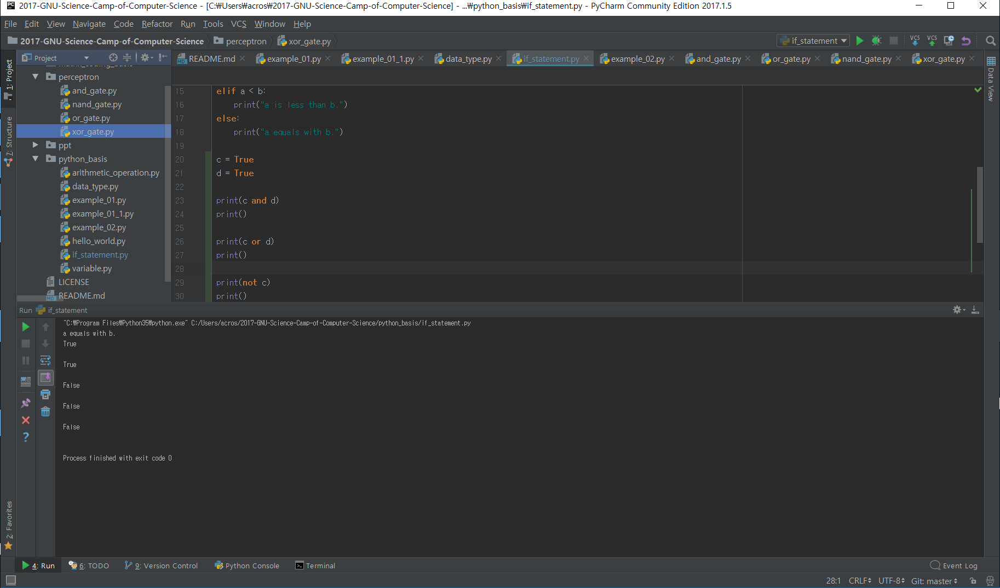 2017-GNU-Science-Camp-of-Computer-Science - [C:₩Users₩acros₩2017-GNU-Science-Camp-of-Computer-Science] - ...₩python_basis₩if_statement.py - PyCharm Community Edition 2017.1.5
File Edit View Navigate Code Refactor Run Tools VCS Window Help
2017-GNU-Science-Camp-of-Computer-Science perceptron xor_gate.py if_statement VCS VCS
Project README.md example_01.py example_01_1.py data_type.py if_statement.py example_02.py and_gate.py or_gate.py nand_gate.py xor_gate.py
1: Project
7: Structure
2: Favorites
Data View
perceptron
and_gate.py
nand_gate.py
or_gate.py
xor_gate.py
ppt
python_basis
arithmetic_operation.py
data_type.py
example_01.py
example_01_1.py
example_02.py
hello_world.py
if_statement.py
variable.py
LICENSE
README.md
15 elif a < b:
16     print("a is less than b.")
17 else:
18     print("a equals with b.")
19
20 c = True
21 d = True
22
23 print(c and d)
24 print()
25
26 print(c or d)
27 print()
28
29 print(not c)
30 print()
Run if_statement
"C:₩Program Files₩Python35₩python.exe" C:/Users/acros/2017-GNU-Science-Camp-of-Computer-Science/python_basis/if_statement.py
a equals with b.
True
True
False
False
False
Process finished with exit code 0
4: Run 6: TODO 9: Version Control Python Console Terminal Event Log
28:1 CRLF UTF-8 Git: master